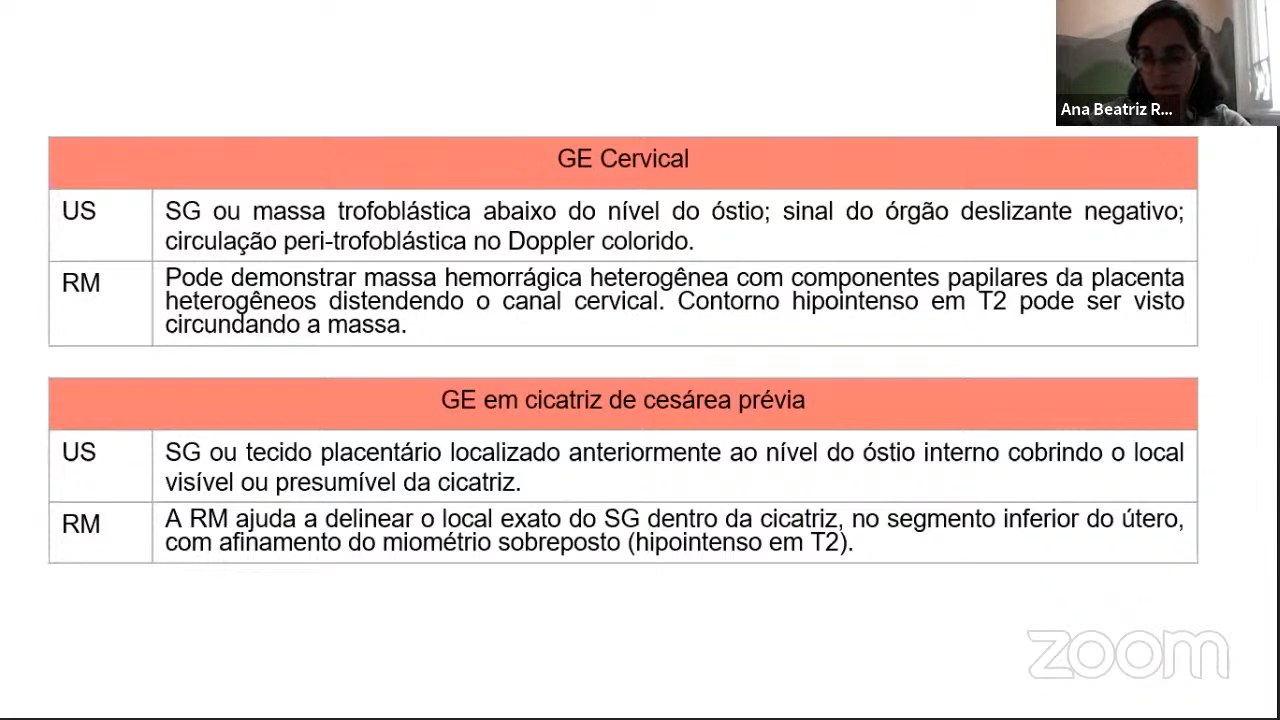 Ana Beatriz R...
GE Cervical
US
SG ou massa trofoblástica abaixo do nível do óstio; sinal do órgão deslizante negativo;
circulação peri-trofoblástica no Doppler colorido.
RM
Pode demonstrar massa hemorrágica heterogênea com componentes papilares da placenta
heterogêneos distendendo o canal cervical. Contorno hipointenso em T2 pode ser visto
circundando a massa.
GE em cicatriz de cesárea prévia
US
SG ou tecido placentário localizado anteriormente ao nível do óstio interno cobrindo o local
visível ou presumível da cicatriz.
RM
A RM ajuda a delinear o local exato do SG dentro da cicatriz, no segmento inferior do útero,
com afinamento do miométrio sobreposto (hipointenso em T2).
zoom